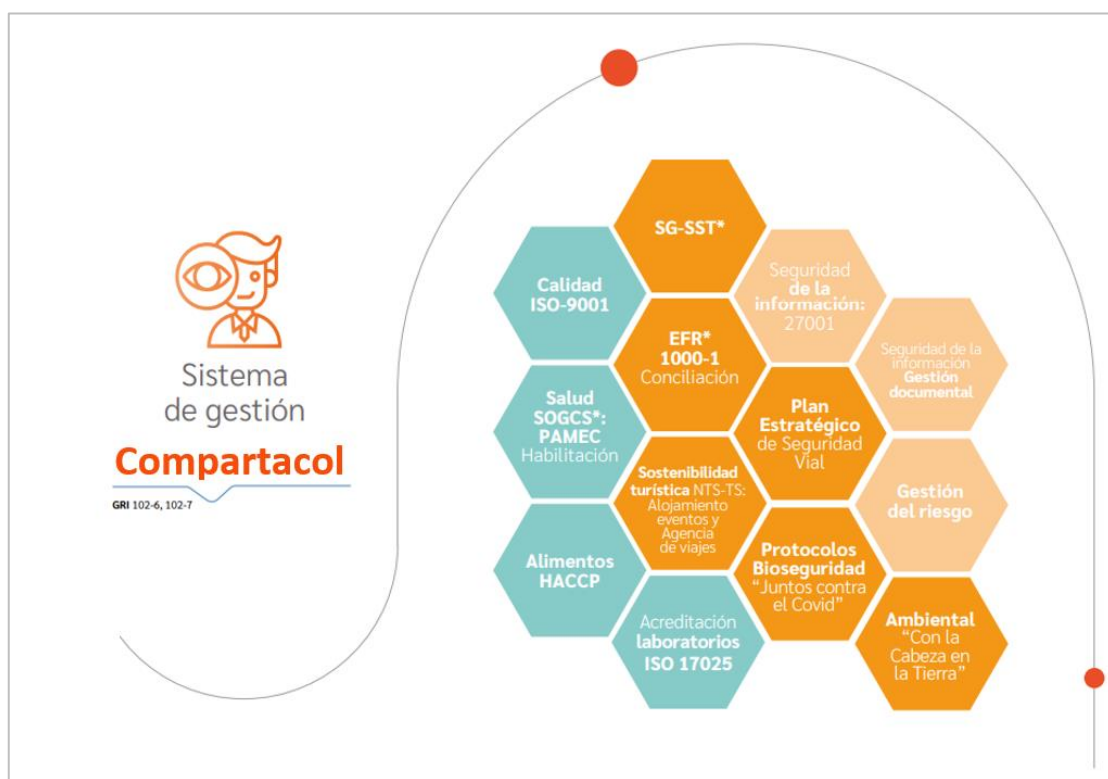 Sistema
de gestión
Compartacol
GRI 102-6, 102-7
SG-SST*
Calidad
ISO-9001
Seguridad
de la
información:
27001
EFR*
1000-1
Conciliación
Seguridad de la
información
Gestión
documental
Salud
SOGCS*:
PAMEC
Habilitación
Plan
Estratégico
de Seguridad
Vial
Sostenibilidad
turística NTS-TS:
Alojamiento
eventos y
Agencia
de viajes
Gestión
del riesgo
Alimentos
HACCP
Protocolos
Bioseguridad
“Juntos contra
el Covid”
Acreditación
laboratorios
ISO 17025
Ambiental
“Con la
Cabeza en
la Tierra”